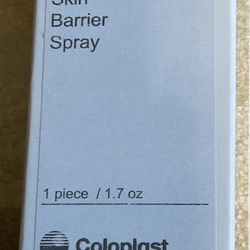 Skin
Barrier
Spray
1 piece / 1.7 oz
Coloplast